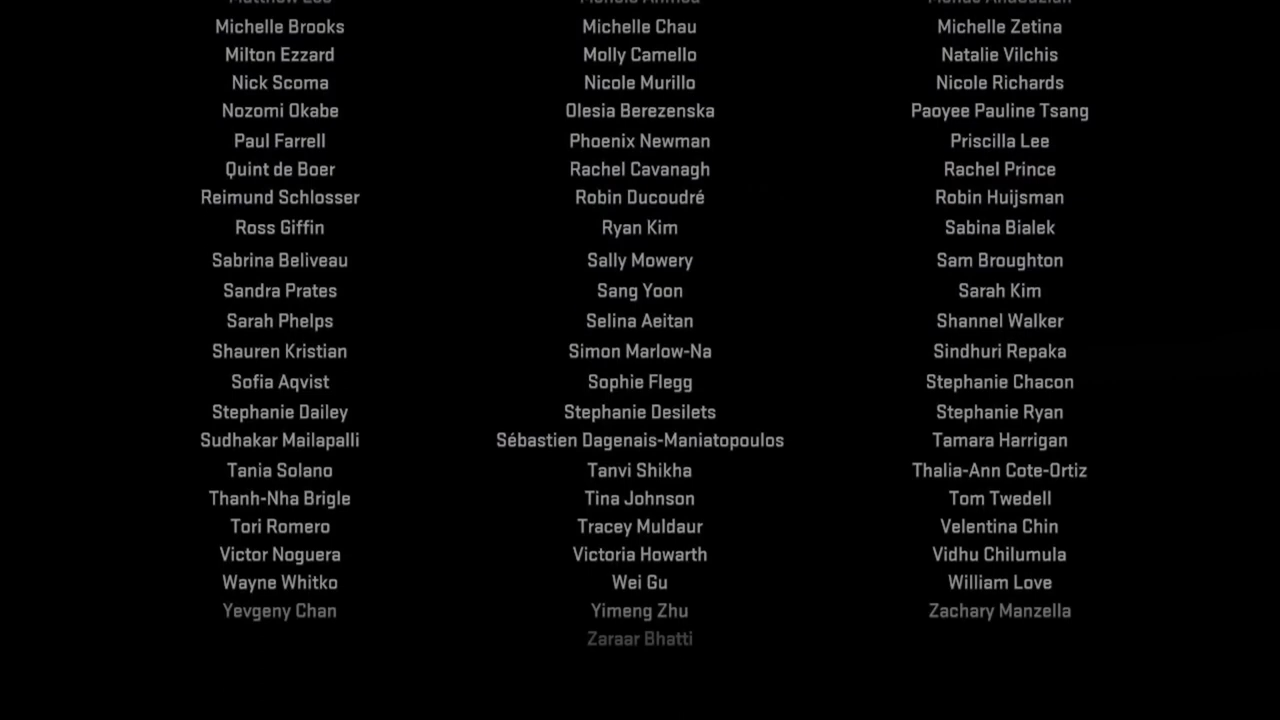 Michelle Brooks Michelle Chau Michelle Zetina
Milton Ezzard Molly Camello Natalie Vilchis
Nick Scoma Nicole Murillo Nicole Richards
Nozomi Okabe Olesia Berezenska Paoyee Pauline Tsang
Paul Farrell Phoenix Newman Priscilla Lee
Quint de Boer Rachel Cavanagh Rachel Prince
Reimund Schlosser Robin Ducoudré Robin Huijsman
Ross Giffin Ryan Kim Sabina Bialek
Sabrina Beliveau Sally Mowery Sam Broughton
Sandra Prates Sang Yoon Sarah Kim
Sarah Phelps Selina Aeitan Shannel Walker
Shauren Kristian Simon Marlow-Na Sindhuri Repaka
Sofia Aqvist Sophie Flegg Stephanie Chacon
Stephanie Dailey Stephanie Desilets Stephanie Ryan
Sudhakar Mailapalli Sébastien Dagenais-Maniatopoulos Tamara Harrigan
Tania Solano Tanvi Shikha Thalia-Ann Cote-Ortiz
Thanh-Nha Brigle Tina Johnson Tom Twedell
Tori Romero Tracey Muldaur Velentina Chin
Victor Noguera Victoria Howarth Vidhu Chilumula
Wayne Whitko Wei Gu William Love
Yevgeny Chan Yimeng Zhu Zachary Manzella
Zaraar Bhatti